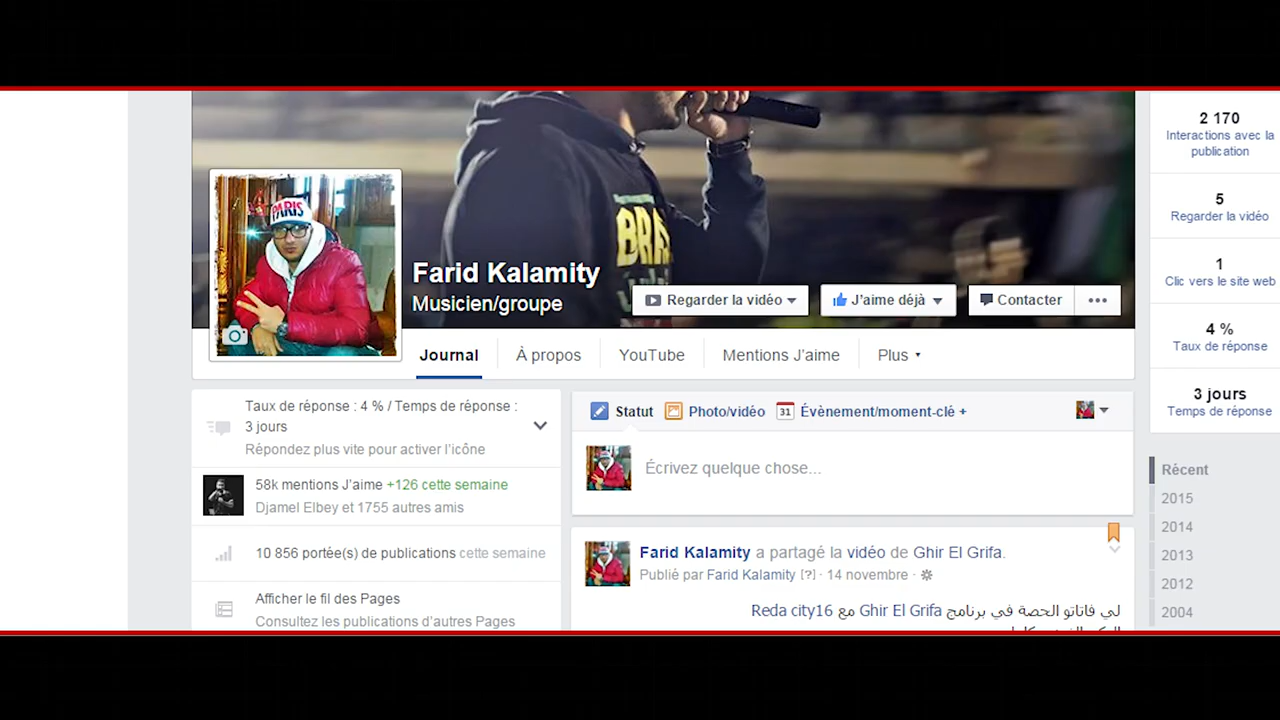 PARIS
BRA
Farid Kalamity
Musicien/groupe
Regarder la vidéo
J'aime déjà
Contacter
Journal
À propos
YouTube
Mentions J'aime
Plus
Taux de réponse : 4 % / Temps de réponse :
3 jours
Répondez plus vite pour activer l'icône
58k mentions J'aime +126 cette semaine
Djamel Elbey et 1755 autres amis
10 856 portée(s) de publications cette semaine
Afficher le fil des Pages
Consultez les publications d'autres Pages
Statut
Photo/vidéo
31
Évènement/moment-clé +
Écrivez quelque chose...
Farid Kalamity a partagé la vidéo de Ghir El Grifa.
Publié par Farid Kalamity [?] · 14 novembre ·
لي فاتاتو الحصة في برنامج Ghir El Grifa مع Reda city16
2 170
Interactions avec la
publication
5
Regarder la vidéo
1
Clic vers le site web
4 %
Taux de réponse
3 jours
Temps de réponse
Récent
2015
2014
2013
2012
2004